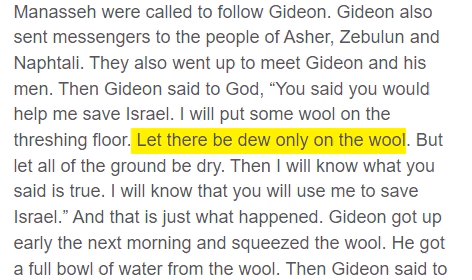 Manasseh were called to follow Gideon. Gideon also
sent messengers to the people of Asher, Zebulun and
Naphtali. They also went up to meet Gideon and his
men. Then Gideon said to God, “You said you would
help me save Israel. I will put some wool on the
threshing floor. Let there be dew only on the wool. But
let all of the ground be dry. Then I will know what you
said is true. I will know that you will use me to save
Israel.” And that is just what happened. Gideon got up
early the next morning and squeezed the wool. He got
a full bowl of water from the wool. Then Gideon said to